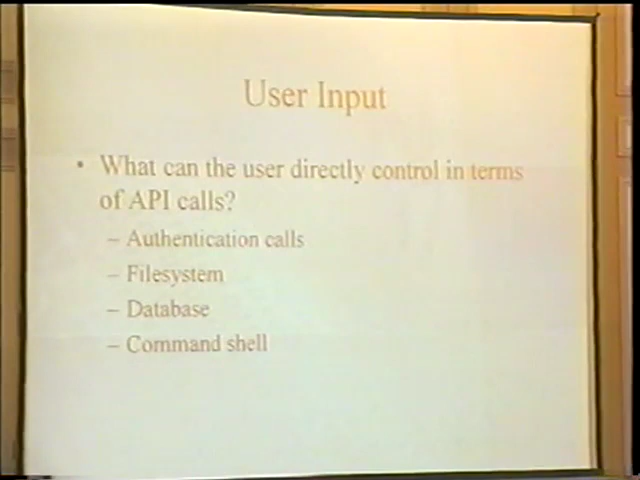 User Input
• What can the user directly control in terms
of API calls?
– Authentication calls
– Filesystem
– Database
– Command shell